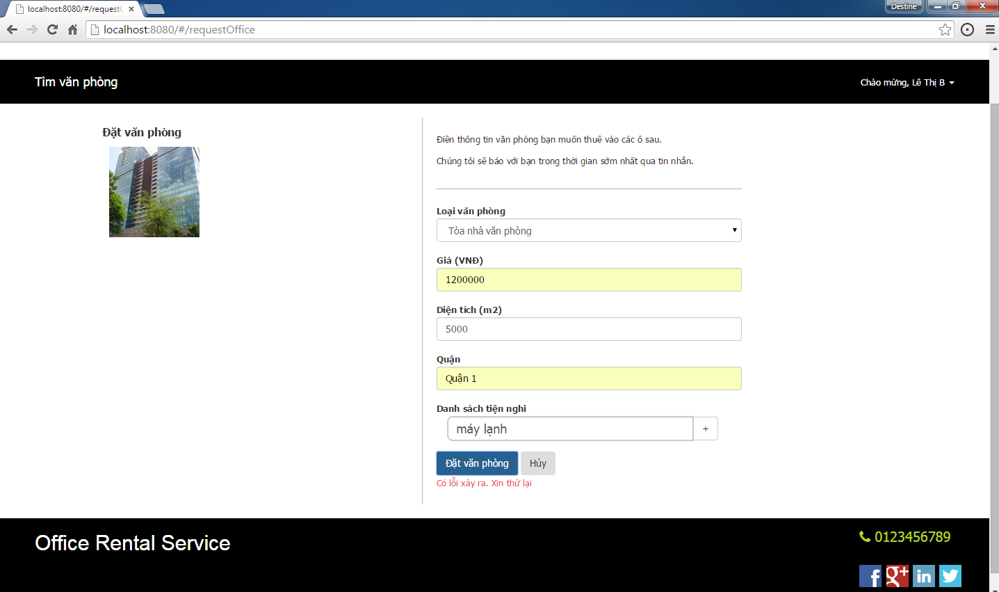 localhost:8080/#/requestO
Destine
localhost:8080/#/requestOffice
Tìm văn phòng
Chào mừng, Lê Thị B
Đặt văn phòng
Điền thông tin văn phòng bạn muốn thuê vào các ô sau.
Chúng tôi sẽ báo với bạn trong thời gian sớm nhất qua tin nhắn.
Loại văn phòng
Tòa nhà văn phòng
Giá (VNĐ)
1200000
Diện tích (m2)
5000
Quận
Quận 1
Danh sách tiện nghi
máy lạnh
+
Đặt văn phòng Hủy
Có lỗi xảy ra. Xin thử lại
Office Rental Service
0123456789
f g+ in